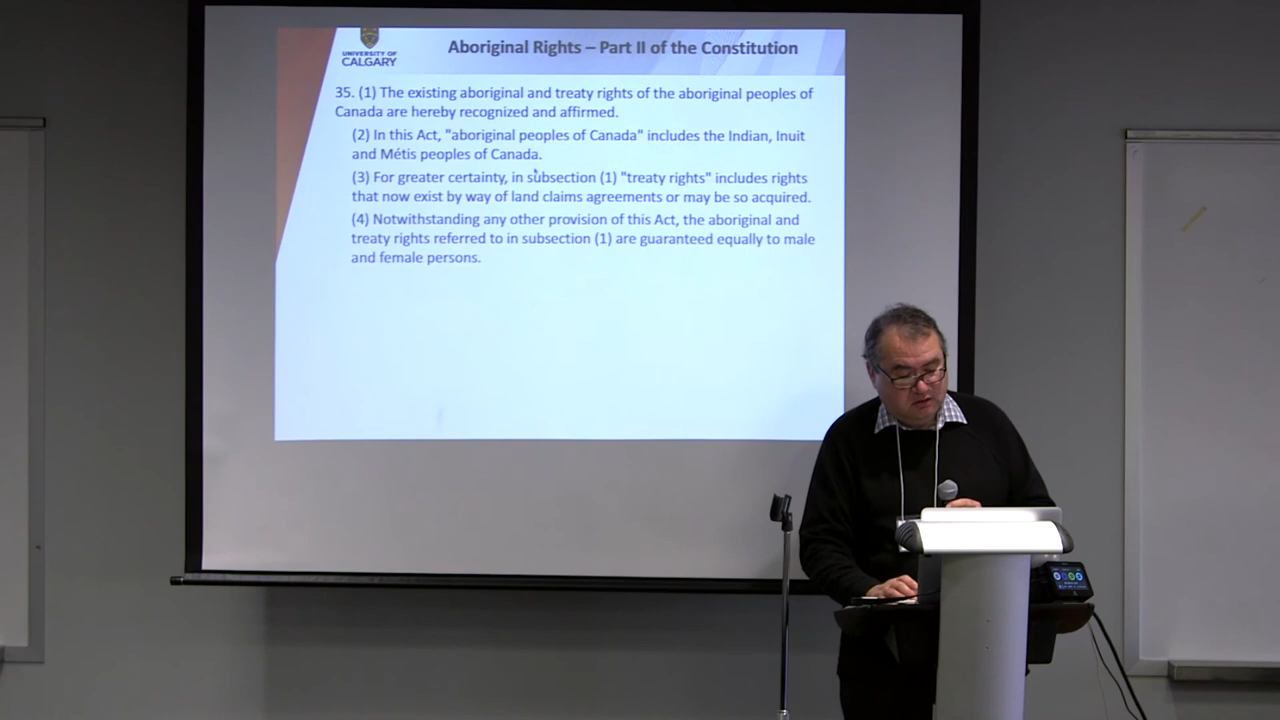 UNIVERSITY OF
CALGARY
Aboriginal Rights – Part II of the Constitution
35. (1) The existing aboriginal and treaty rights of the aboriginal peoples of
Canada are hereby recognized and affirmed.
(2) In this Act, "aboriginal peoples of Canada" includes the Indian, Inuit
and Métis peoples of Canada.
(3) For greater certainty, in subsection (1) "treaty rights" includes rights
that now exist by way of land claims agreements or may be so acquired.
(4) Notwithstanding any other provision of this Act, the aboriginal and
treaty rights referred to in subsection (1) are guaranteed equally to male
and female persons.